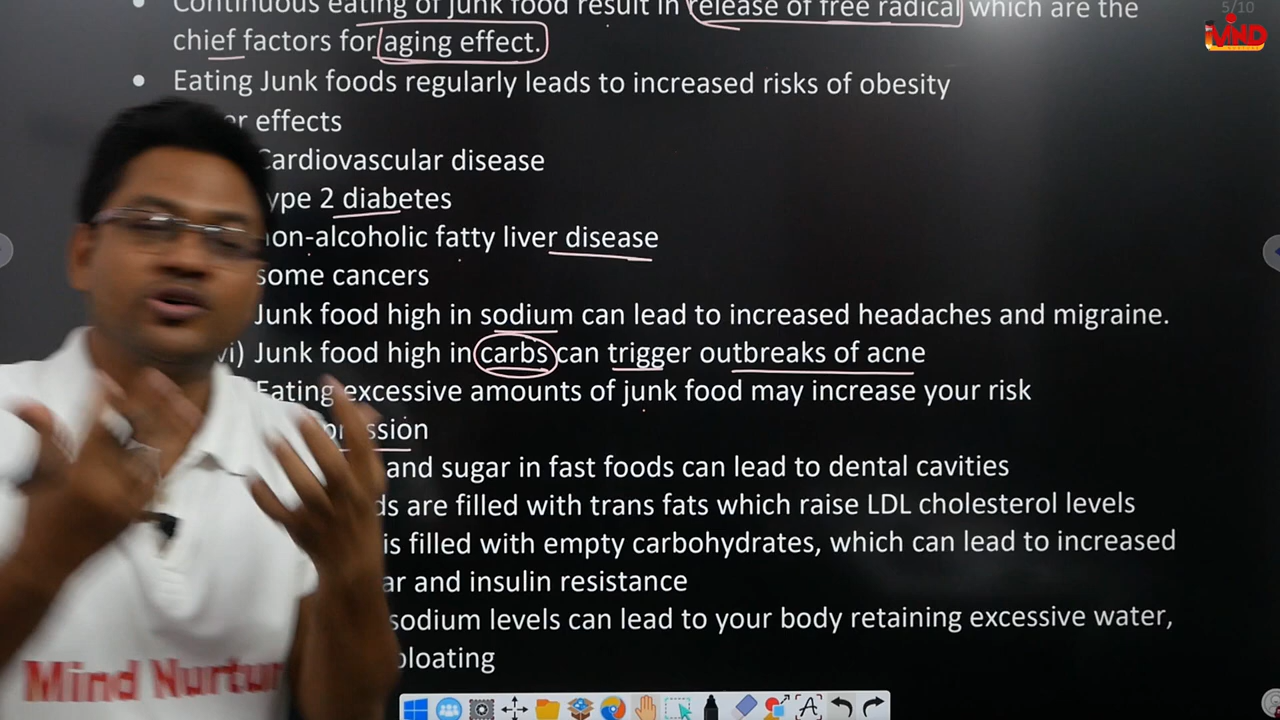 Continuous eating of junk food result in release of free radical which are the
5/10
chief factors for aging effect.
MIND
Eating Junk foods regularly leads to increased risks of obesity
er effects
Cardiovascular disease
ype 2 diabetes
non-alcoholic fatty liver disease
some cancers
Junk food high in sodium can lead to increased headaches and migraine.
vi) Junk food high in carbs can trigger outbreaks of acne
Eating excessive amounts of junk food may increase your risk
ession
and sugar in fast foods can lead to dental cavities
ds are filled with trans fats which raise LDL cholesterol levels
is filled with empty carbohydrates, which can lead to increased
ar and insulin resistance
sodium levels can lead to your body retaining excessive water,
bloating
Mind Nurtur